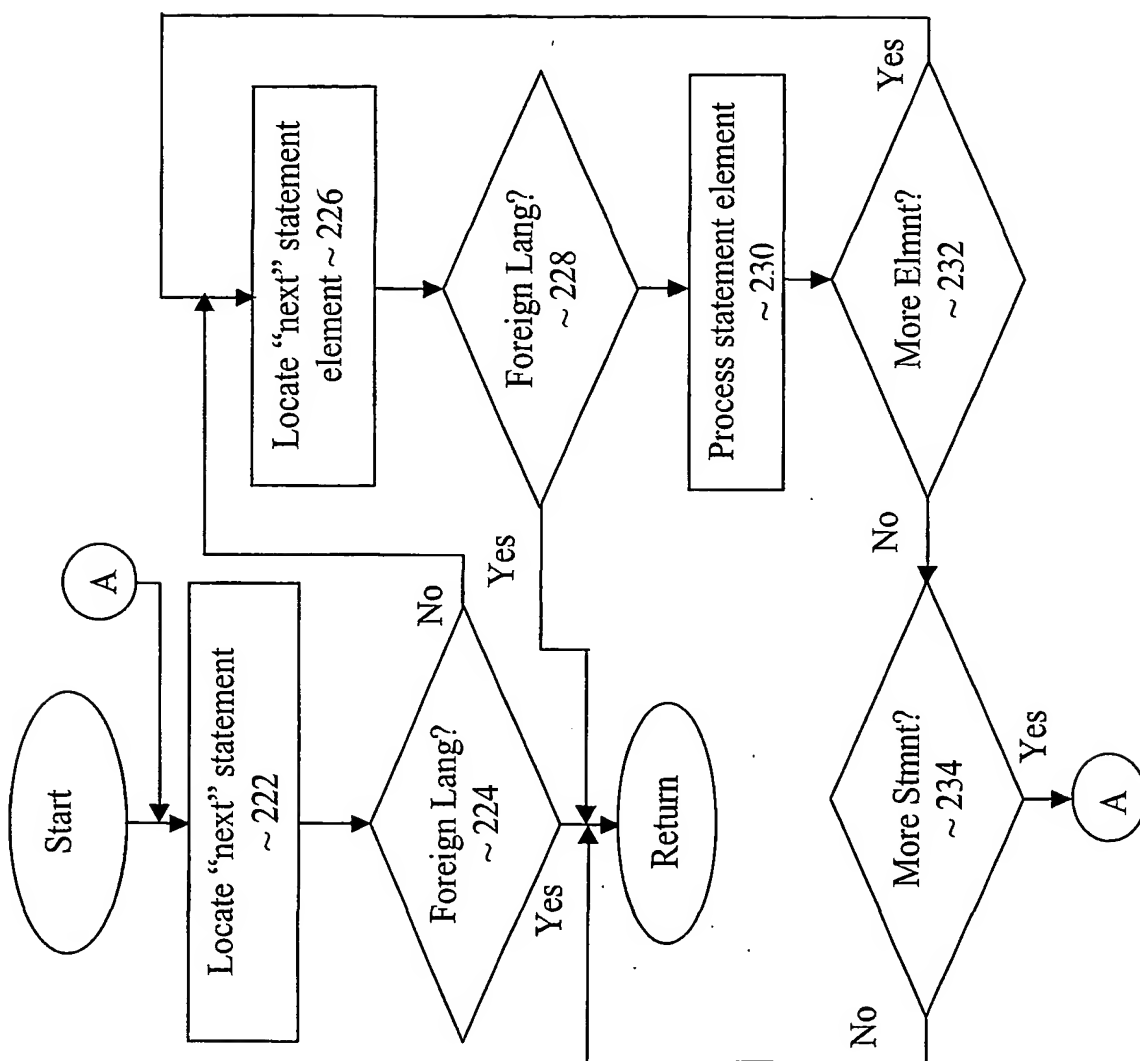 Start
A
Locate “next” statement
~ 222
Foreign Lang?
~ 224
No
Yes
Return
Locate “next” statement
element ~ 226
Foreign Lang?
~ 228
Yes
Process statement element
~ 230
More Elmnt?
~ 232
Yes
No
More Stmnt?
~ 234
No
Yes
A